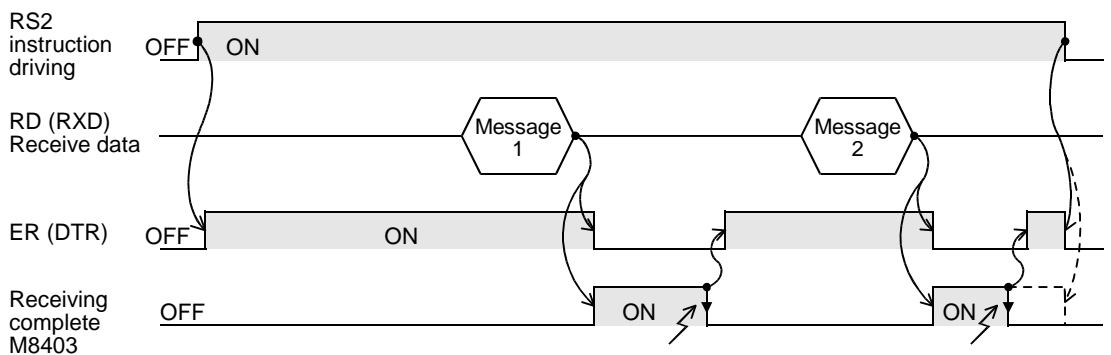 RS2
instruction
driving
OFF
ON
RD (RXD)
Receive data
Message
1
Message
2
ER (DTR)
OFF
ON
Receiving
complete
M8403
OFF
ON
ON